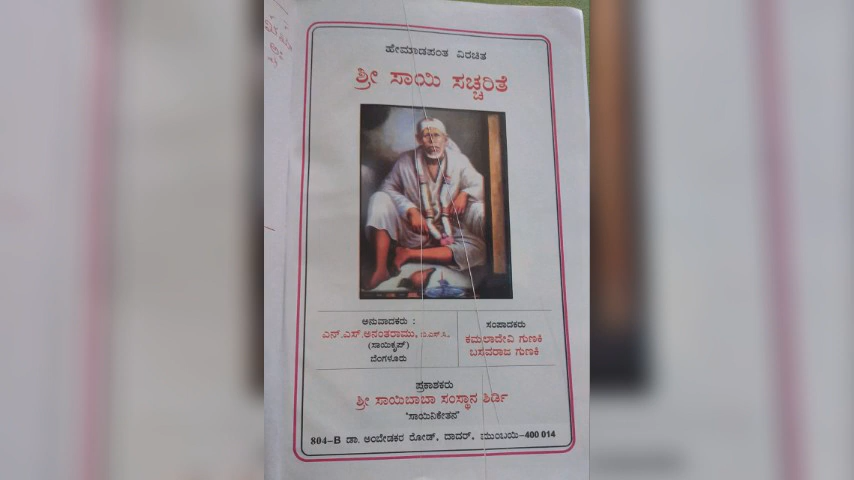 ಹೇಮಾಡಪಂತ ವಿರಚಿತ
ಶ್ರೀ ಸಾಯಿ ಸಚ್ಚರಿತೆ
ಅನುವಾದಕರು :
ಎನ್.ಎಸ್.ಅನಂತರಾಮು, ಬಿ.ಎಸ್.ಸಿ.,
(ಸಾಯಿಕೃಪ್)
ಬೆಂಗಳೂರು
ಸಂಪಾದಕರು
ಕಮಲಾದೇವಿ ಗುಣಕಿ
ಬಸವರಾಜ ಗುಣಕಿ
ಪ್ರಕಾಶಕರು
ಶ್ರೀ ಸಾಯಿಬಾಬಾ ಸಂಸ್ಥಾನ ಶಿರ್ಡಿ
'ಸಾಯಿನಿಕೇತನ'
804-B ಡಾ. ಅಂಬೇಡಕರ ರೋಡ್, ದಾದರ್, ಮುಂಬಯಿ-400 014